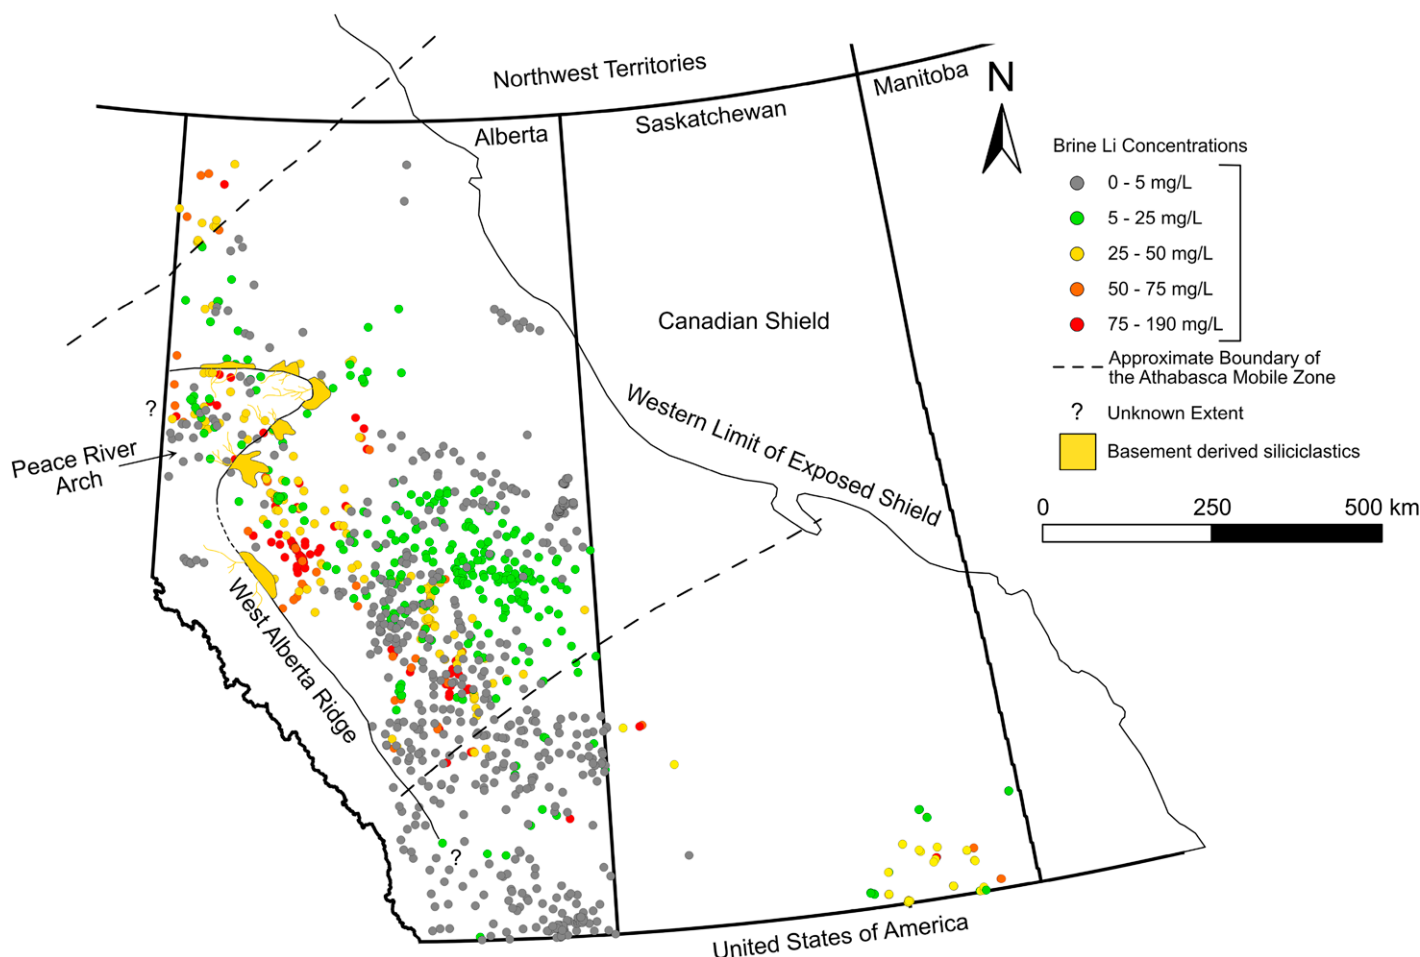 Northwest Territories
Manitoba
N
Alberta
Saskatchewan
Brine Li Concentrations
0 - 5 mg/L
5 - 25 mg/L
25 - 50 mg/L
50 - 75 mg/L
75 - 190 mg/L
Approximate Boundary of
the Athabasca Mobile Zone
? Unknown Extent
Basement derived siliciclastics
0 250 500 km
Canadian Shield
Western Limit of Exposed Shield
?
Peace River
Arch
West Alberta Ridge
?
United States of America